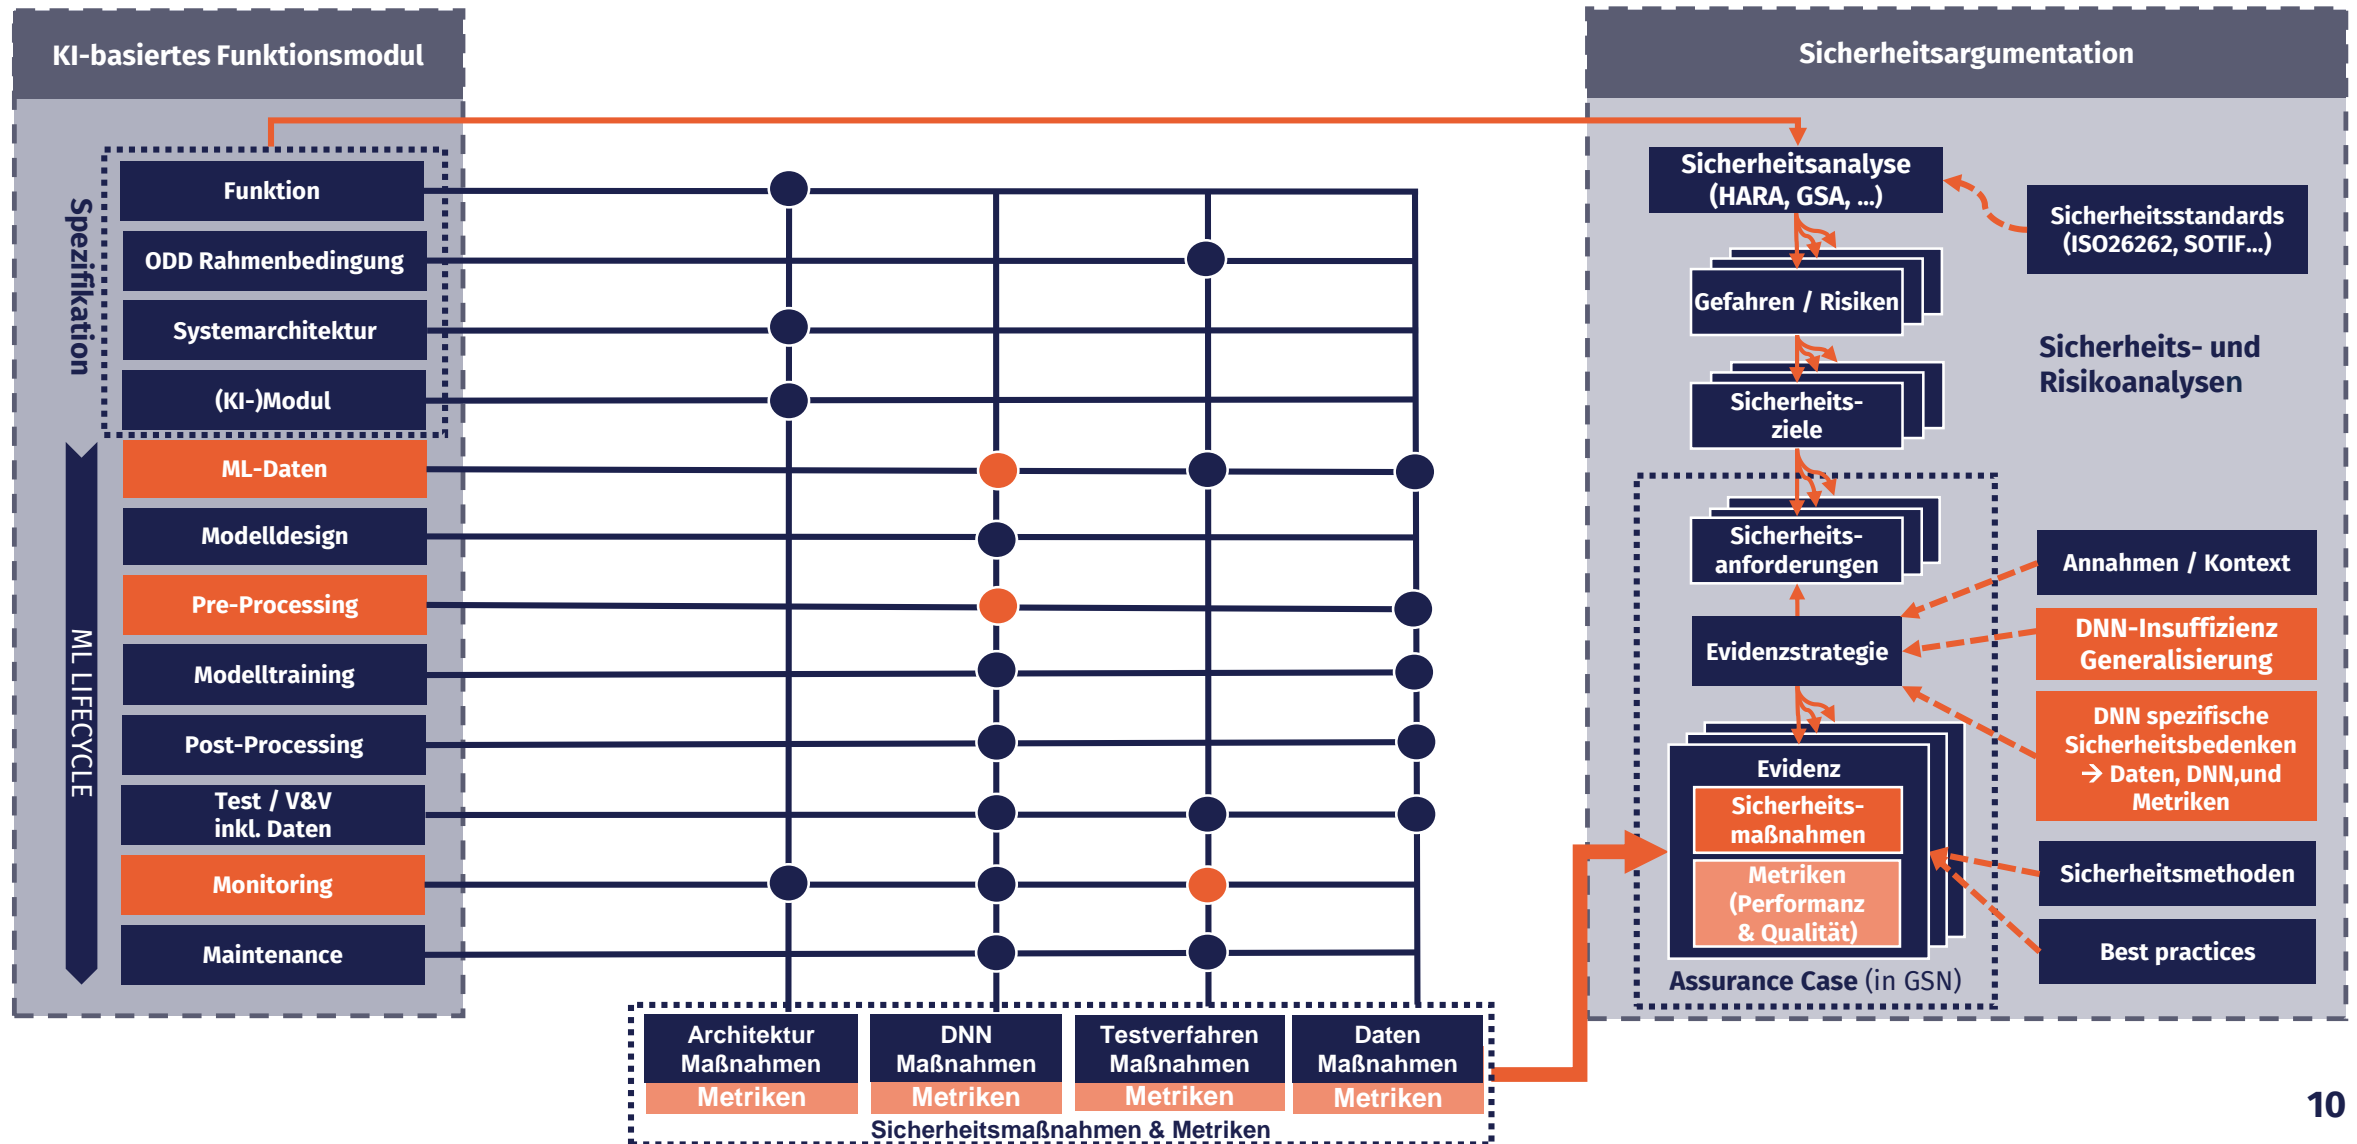 KI-basiertes Funktionsmodul
Spezifikation
Funktion
ODD Rahmenbedingung
Systemarchitektur
(KI-)Modul
ML LIFECYCLE
ML-Daten
Modelldesign
Pre-Processing
Modelltraining
Post-Processing
Test / V&V
inkl. Daten
Monitoring
Maintenance
Architektur
Maßnahmen
Metriken
DNN
Maßnahmen
Metriken
Testverfahren
Maßnahmen
Metriken
Daten
Maßnahmen
Metriken
Sicherheitsmaßnahmen & Metriken
Sicherheitsargumentation
Sicherheitsanalyse
(HARA, GSA, ...)
Sicherheitsstandards
(ISO26262, SOTIF...)
Gefahren / Risiken
Sicherheits- und
Risikoanalysen
Sicherheits-
ziele
Sicherheits-
anforderungen
Annahmen / Kontext
Evidenzstrategie
DNN-Insuffizienz
Generalisierung
DNN spezifische
Sicherheitsbedenken
→ Daten, DNN,und
Metriken
Evidenz
Sicherheits-
maßnahmen
Metriken
(Performanz
& Qualität)
Sicherheitsmethoden
Best practices
Assurance Case (in GSN)
10